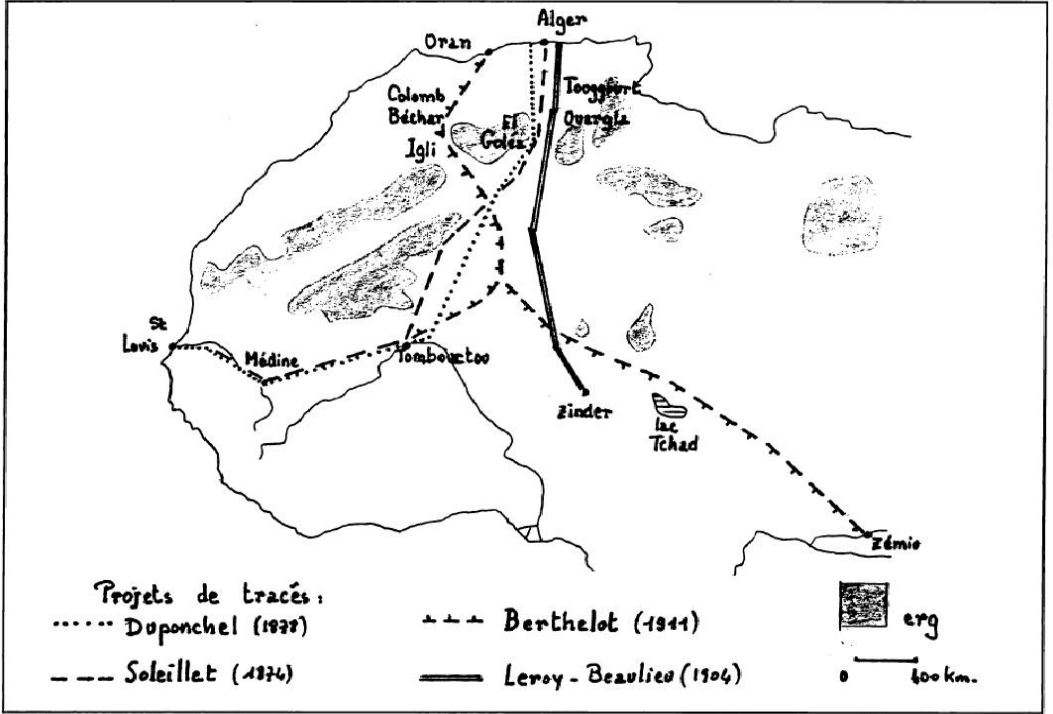 Alger
Oran
Colomb
Béchar
Touggourt
Ouargla
El
Goléa
Igli
St
Louis
Médine
Tombouctou
Zinder
lac
Tchad
Zémio
Projets de tracés :
Duponchel (1878)
Berthelot (1911)
erg
Soleillet (1874)
Leroy-Beaulieu (1904)
0 400 km.